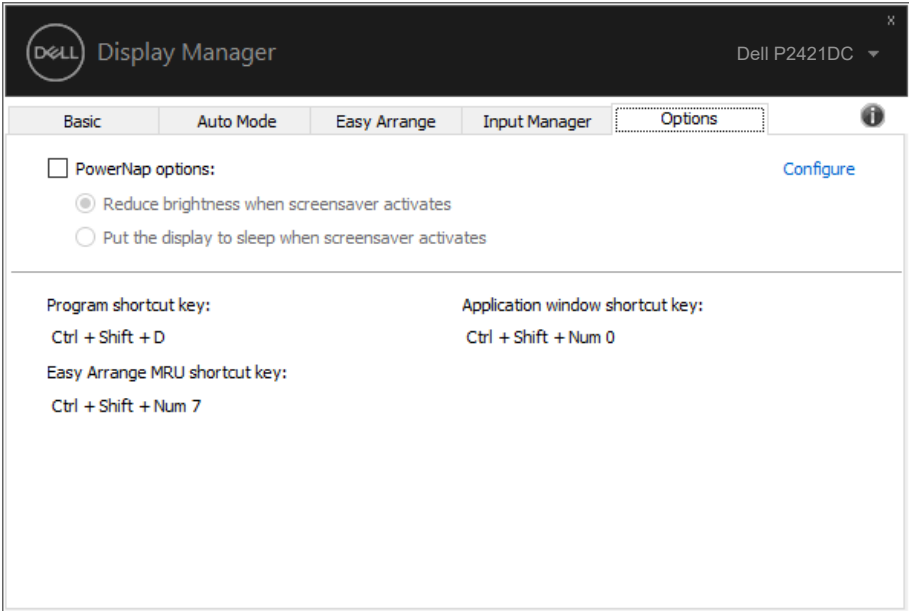 x
DELL Display Manager Dell P2421DC
Basic Auto Mode Easy Arrange Input Manager Options i
PowerNap options: Configure
Reduce brightness when screensaver activates
Put the display to sleep when screensaver activates
Program shortcut key: Application window shortcut key:
Ctrl + Shift + D Ctrl + Shift + Num 0
Easy Arrange MRU shortcut key:
Ctrl + Shift + Num 7